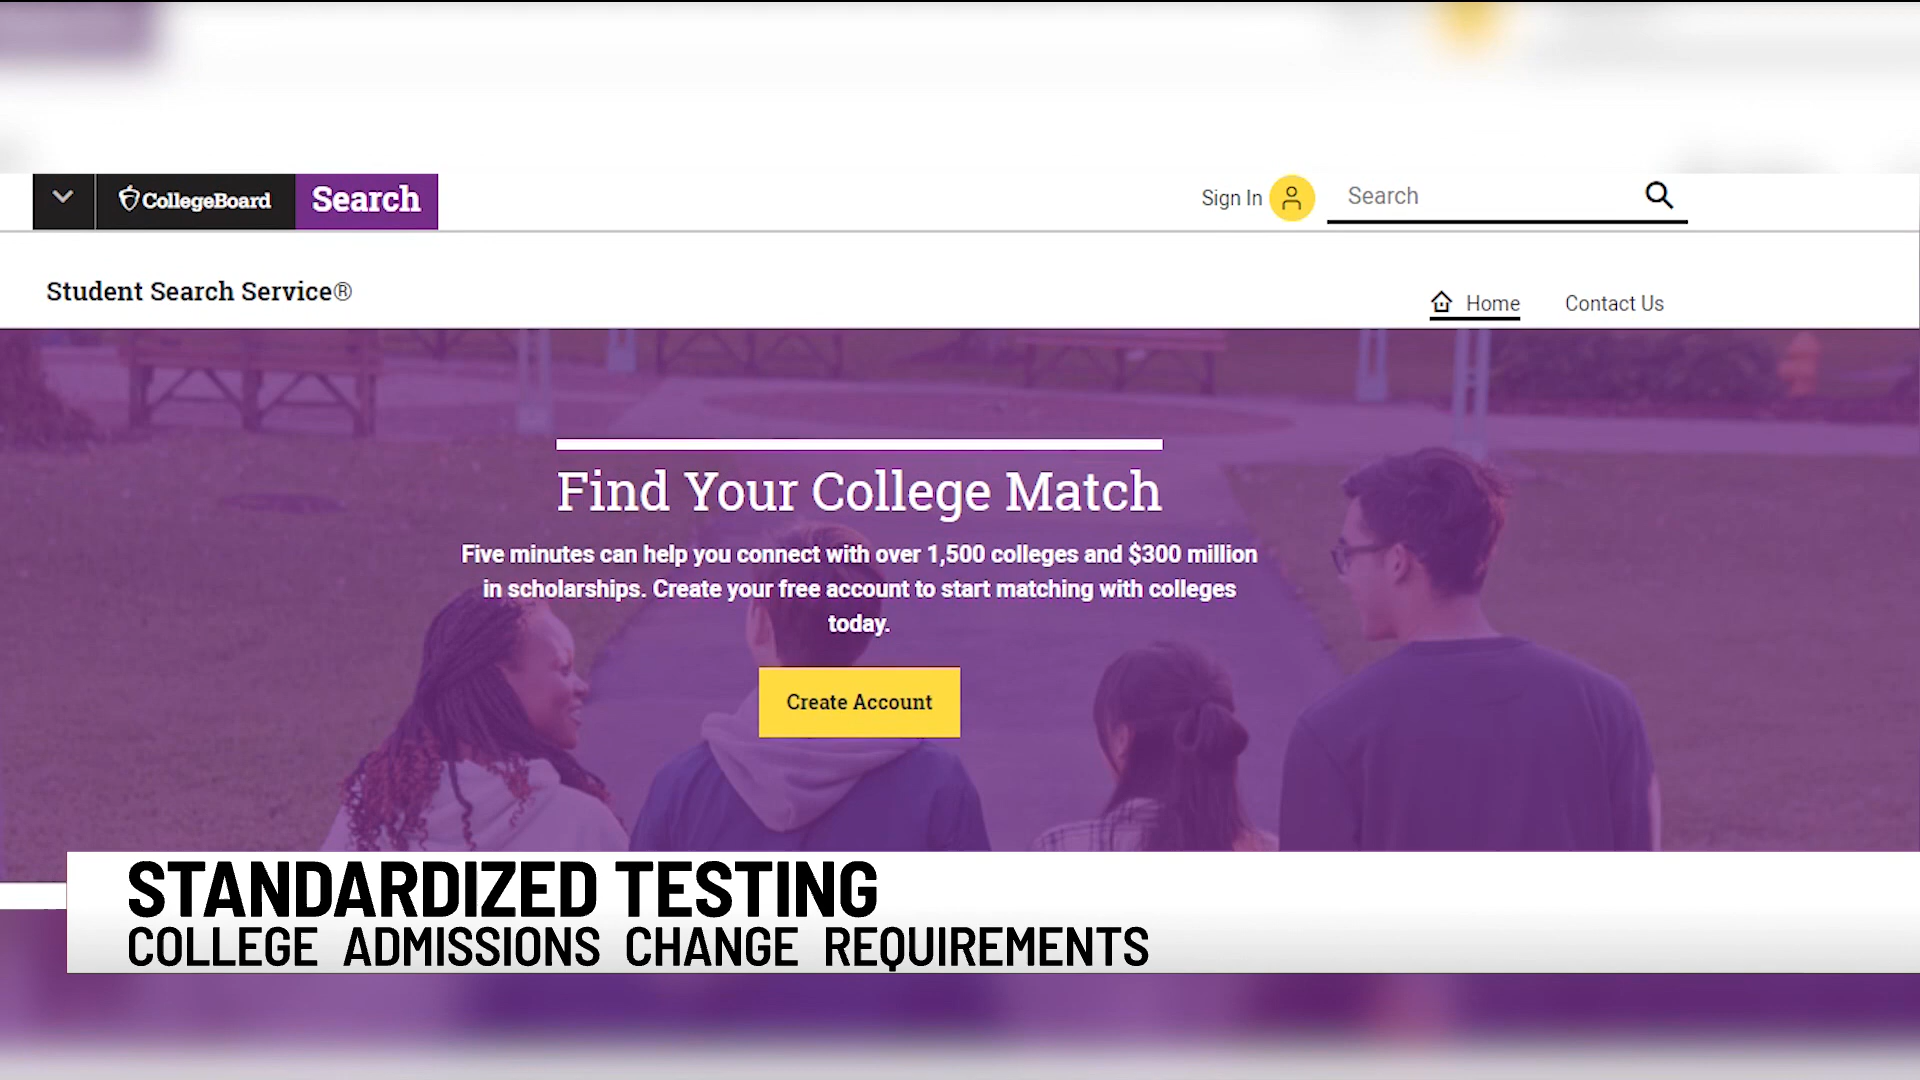 CollegeBoard Search
Sign In
Search
Student Search Service®
Home
Contact Us
Find Your College Match
Five minutes can help you connect with over 1,500 colleges and $300 million
in scholarships. Create your free account to start matching with colleges
today.
Create Account
STANDARDIZED TESTING
COLLEGE ADMISSIONS CHANGE REQUIREMENTS